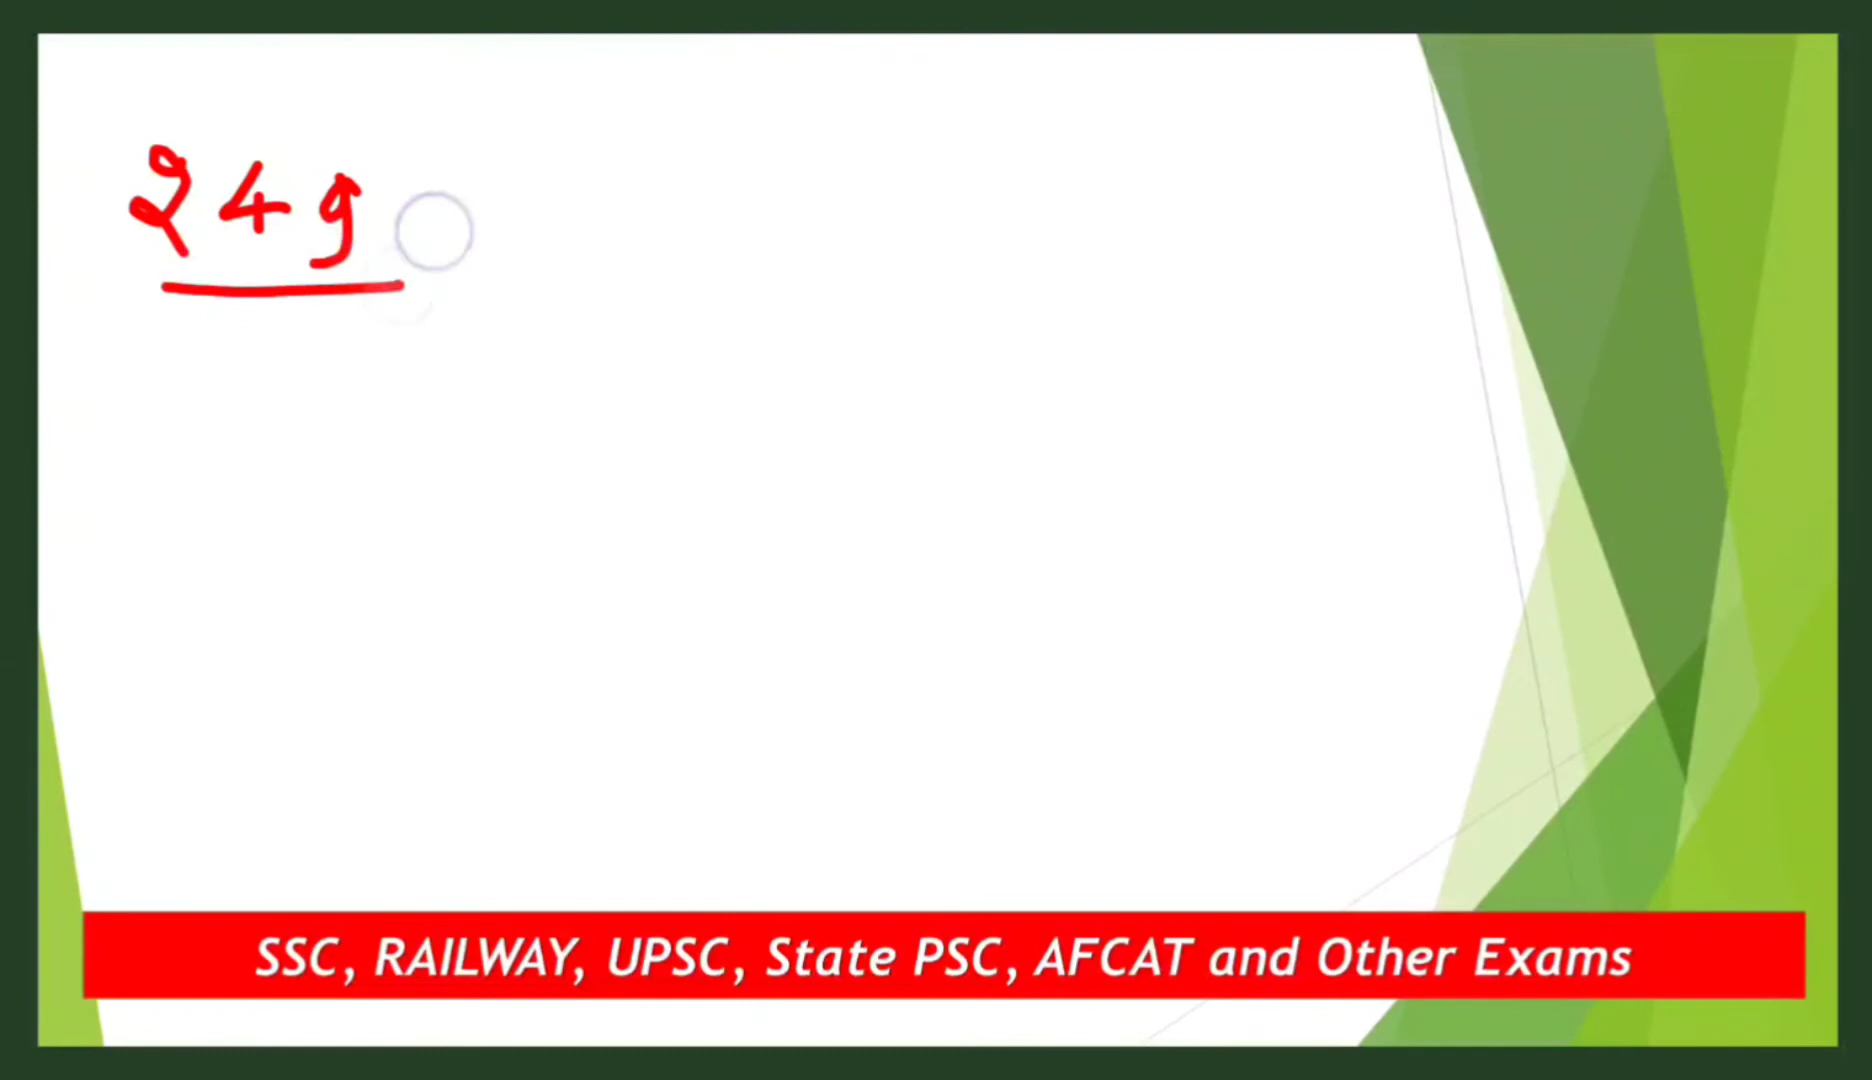 249
SSC, RAILWAY, UPSC, State PSC, AFCAT and Other Exams